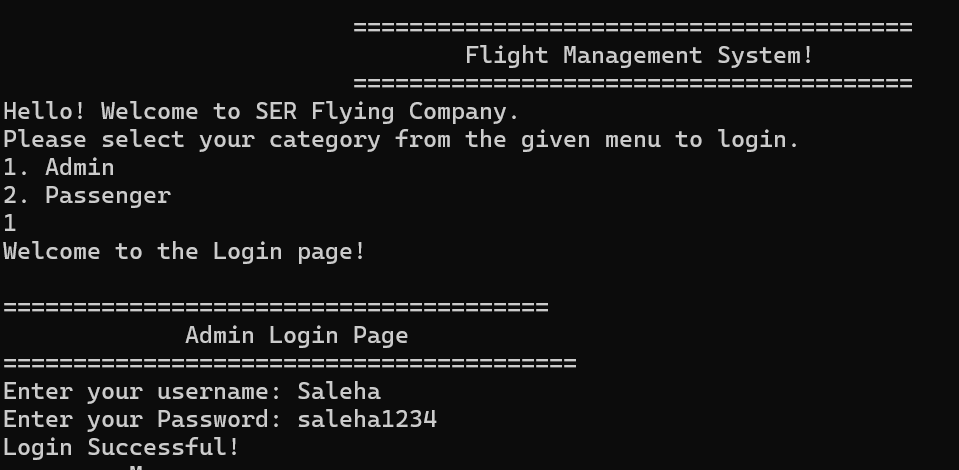 ========================================
Flight Management System!
========================================
Hello! Welcome to SER Flying Company.
Please select your category from the given menu to login.
1. Admin
2. Passenger
1
Welcome to the Login page!
=======================================
Admin Login Page
=========================================
Enter your username: Saleha
Enter your Password: saleha1234
Login Successful!